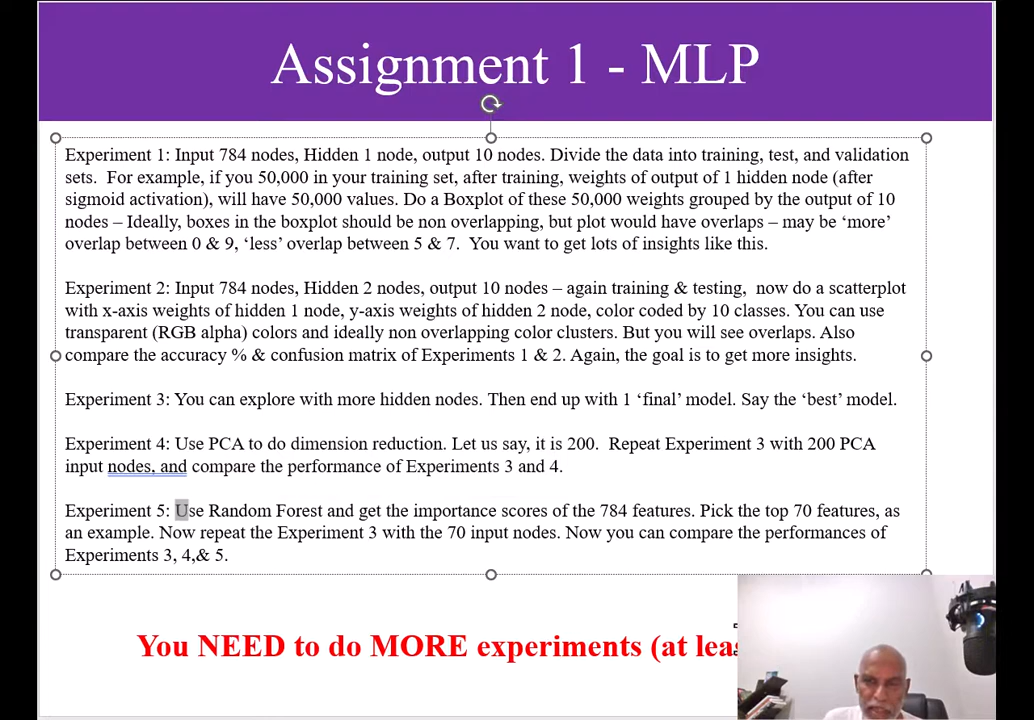 Assignment 1 - MLP
Experiment 1: Input 784 nodes, Hidden 1 node, output 10 nodes. Divide the data into training, test, and validation
sets.  For example, if you 50,000 in your training set, after training, weights of output of 1 hidden node (after
sigmoid activation), will have 50,000 values. Do a Boxplot of these 50,000 weights grouped by the output of 10
nodes – Ideally, boxes in the boxplot should be non overlapping, but plot would have overlaps – may be ‘more’
overlap between 0 & 9, ‘less’ overlap between 5 & 7.  You want to get lots of insights like this.
Experiment 2: Input 784 nodes, Hidden 2 nodes, output 10 nodes – again training & testing,  now do a scatterplot
with x-axis weights of hidden 1 node, y-axis weights of hidden 2 node, color coded by 10 classes. You can use
transparent (RGB alpha) colors and ideally non overlapping color clusters. But you will see overlaps. Also
compare the accuracy % & confusion matrix of Experiments 1 & 2. Again, the goal is to get more insights.
Experiment 3: You can explore with more hidden nodes. Then end up with 1 ‘final’ model. Say the ‘best’ model.
Experiment 4: Use PCA to do dimension reduction. Let us say, it is 200.  Repeat Experiment 3 with 200 PCA
input nodes, and compare the performance of Experiments 3 and 4.
Experiment 5: Use Random Forest and get the importance scores of the 784 features. Pick the top 70 features, as
an example. Now repeat the Experiment 3 with the 70 input nodes. Now you can compare the performances of
Experiments 3, 4,& 5.
You NEED to do MORE experiments (at